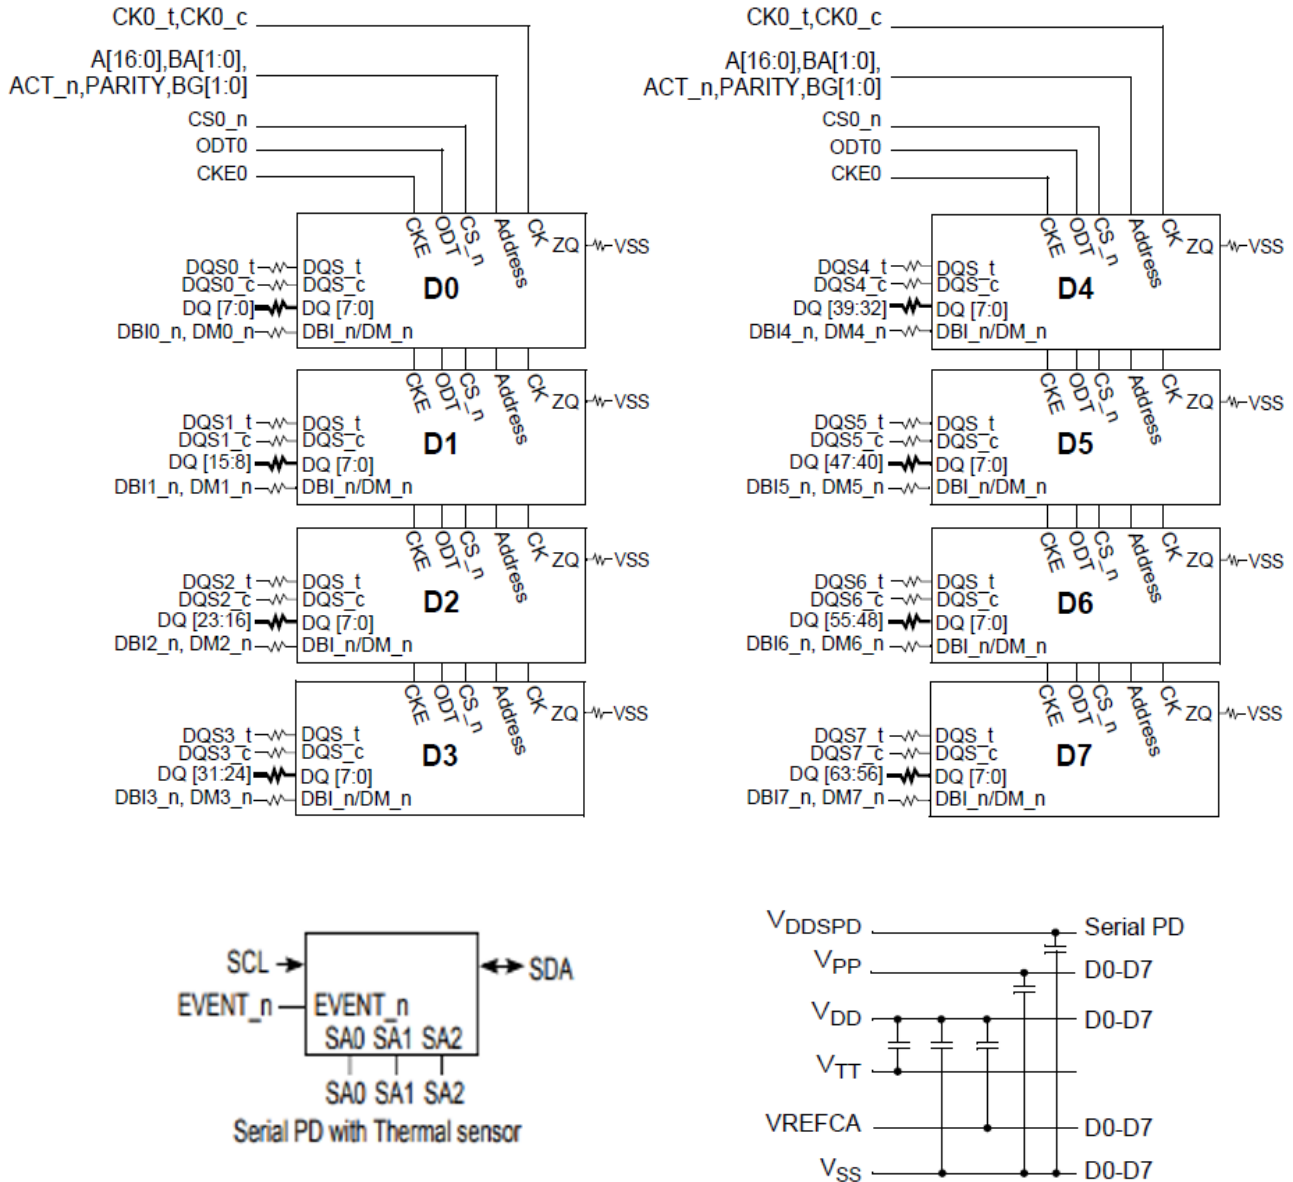 CK0_t,CK0_c
A[16:0],BA[1:0],
ACT_n,PARITY,BG[1:0]
CS0_n
ODT0
CKE0
CKE ODT CS_n Address CK ZQ VSS
DQS0_t DQS_t
DQS0_c DQS_c
D0
DQ [7:0] DQ [7:0]
DBI0_n, DM0_n DBI_n/DM_n
CKE ODT CS_n Address CK ZQ VSS
DQS1_t DQS_t
DQS1_c DQS_c
D1
DQ [15:8] DQ [7:0]
DBI1_n, DM1_n DBI_n/DM_n
CKE ODT CS_n Address CK ZQ VSS
DQS2_t DQS_t
DQS2_c DQS_c
D2
DQ [23:16] DQ [7:0]
DBI2_n, DM2_n DBI_n/DM_n
CKE ODT CS_n Address CK ZQ VSS
DQS3_t DQS_t
DQS3_c DQS_c
D3
DQ [31:24] DQ [7:0]
DBI3_n, DM3_n DBI_n/DM_n
CK0_t,CK0_c
A[16:0],BA[1:0],
ACT_n,PARITY,BG[1:0]
CS0_n
ODT0
CKE0
CKE ODT CS_n Address CK ZQ VSS
DQS4_t DQS_t
DQS4_c DQS_c
D4
DQ [39:32] DQ [7:0]
DBI4_n, DM4_n DBI_n/DM_n
CKE ODT CS_n Address CK ZQ VSS
DQS5_t DQS_t
DQS5_c DQS_c
D5
DQ [47:40] DQ [7:0]
DBI5_n, DM5_n DBI_n/DM_n
CKE ODT CS_n Address CK ZQ VSS
DQS6_t DQS_t
DQS6_c DQS_c
D6
DQ [55:48] DQ [7:0]
DBI6_n, DM6_n DBI_n/DM_n
CKE ODT CS_n Address CK ZQ VSS
DQS7_t DQS_t
DQS7_c DQS_c
D7
DQ [63:56] DQ [7:0]
DBI7_n, DM7_n DBI_n/DM_n
SCL SDA
EVENT_n EVENT_n
SA0 SA1 SA2
SA0 SA1 SA2
Serial PD with Thermal sensor
VDDSPD Serial PD
VPP D0-D7
VDD D0-D7
VTT
VREFCA D0-D7
VSS D0-D7